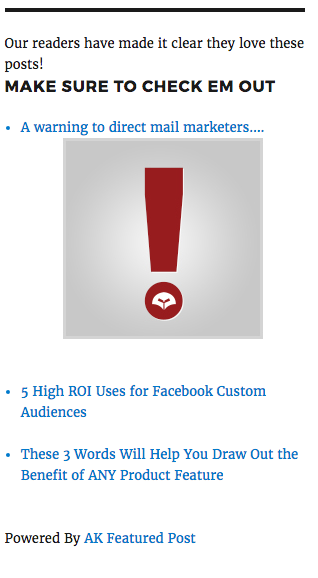 Our readers have made it clear they love these
posts!
MAKE SURE TO CHECK EM OUT
• A warning to direct mail marketers....
• 5 High ROI Uses for Facebook Custom
Audiences
• These 3 Words Will Help You Draw Out the
Benefit of ANY Product Feature
Powered By AK Featured Post